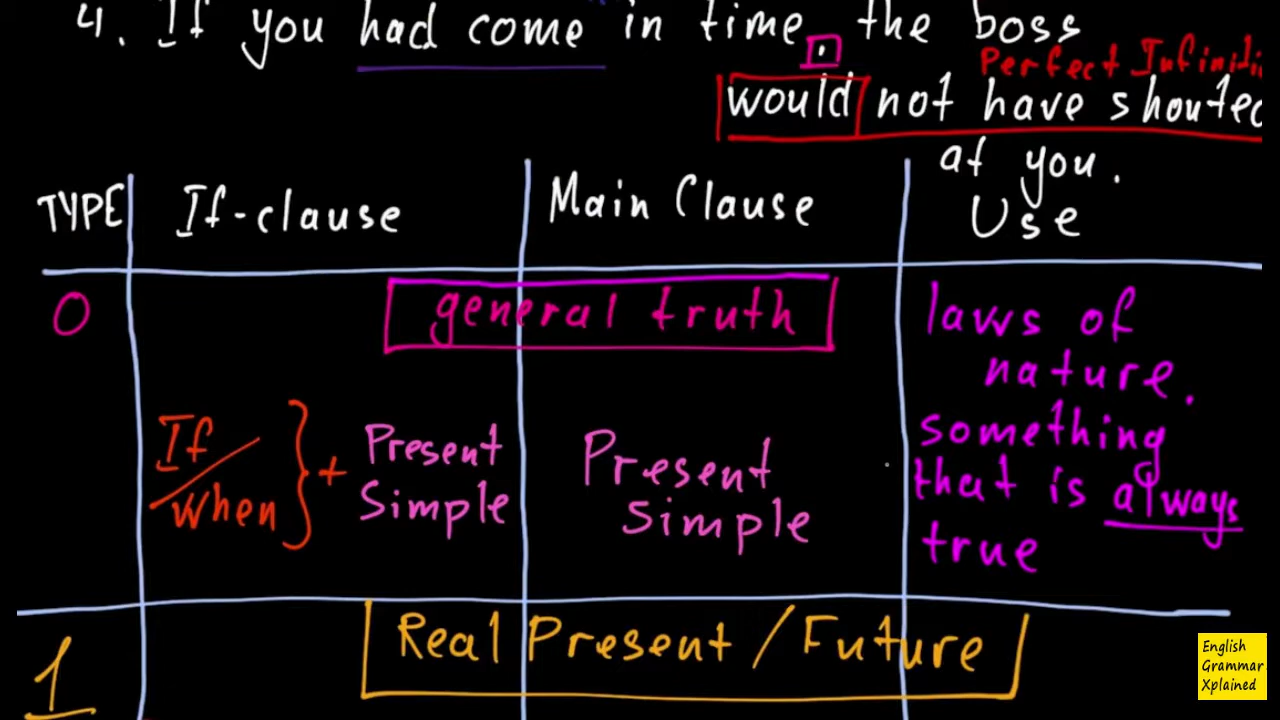 4. If you had come in time, the boss
Perfect
would not have
at you.
TYPE If-clause Main Clause Use
0 general truth laws of
nature.
If / when } + Present Simple Present Simple something
that is always
true
1 Real Present / Future
English
Grammar
Xplained